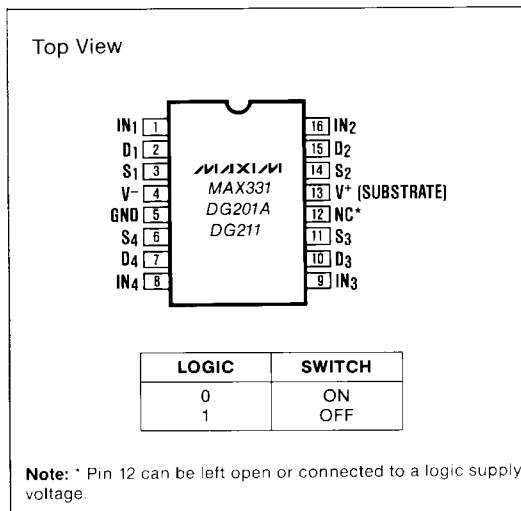 Top View
IN1 1 16 IN2
D1 2 15 D2
S1 3 MAXIM 14 S2
V− 4 MAX331 13 V+ (SUBSTRATE)
GND 5 DG201A 12 NC*
S4 6 DG211 11 S3
D4 7 10 D3
IN4 8 9 IN3
LOGIC SWITCH
0 ON
1 OFF
Note: * Pin 12 can be left open or connected to a logic supply
voltage.